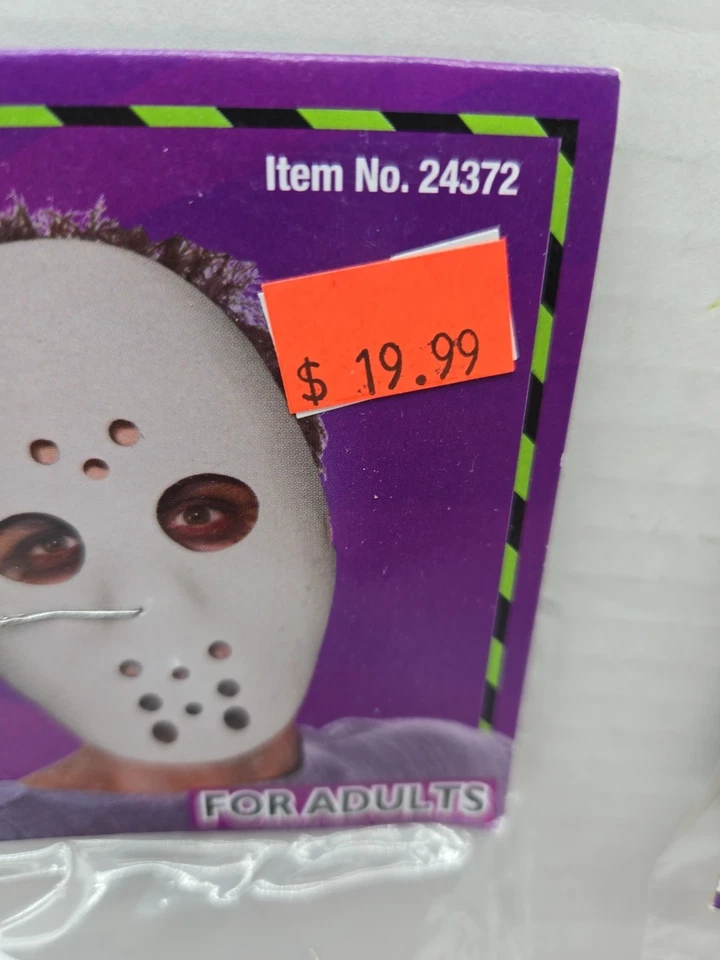 Item No. 24372
$ 19.99
FOR ADULTS